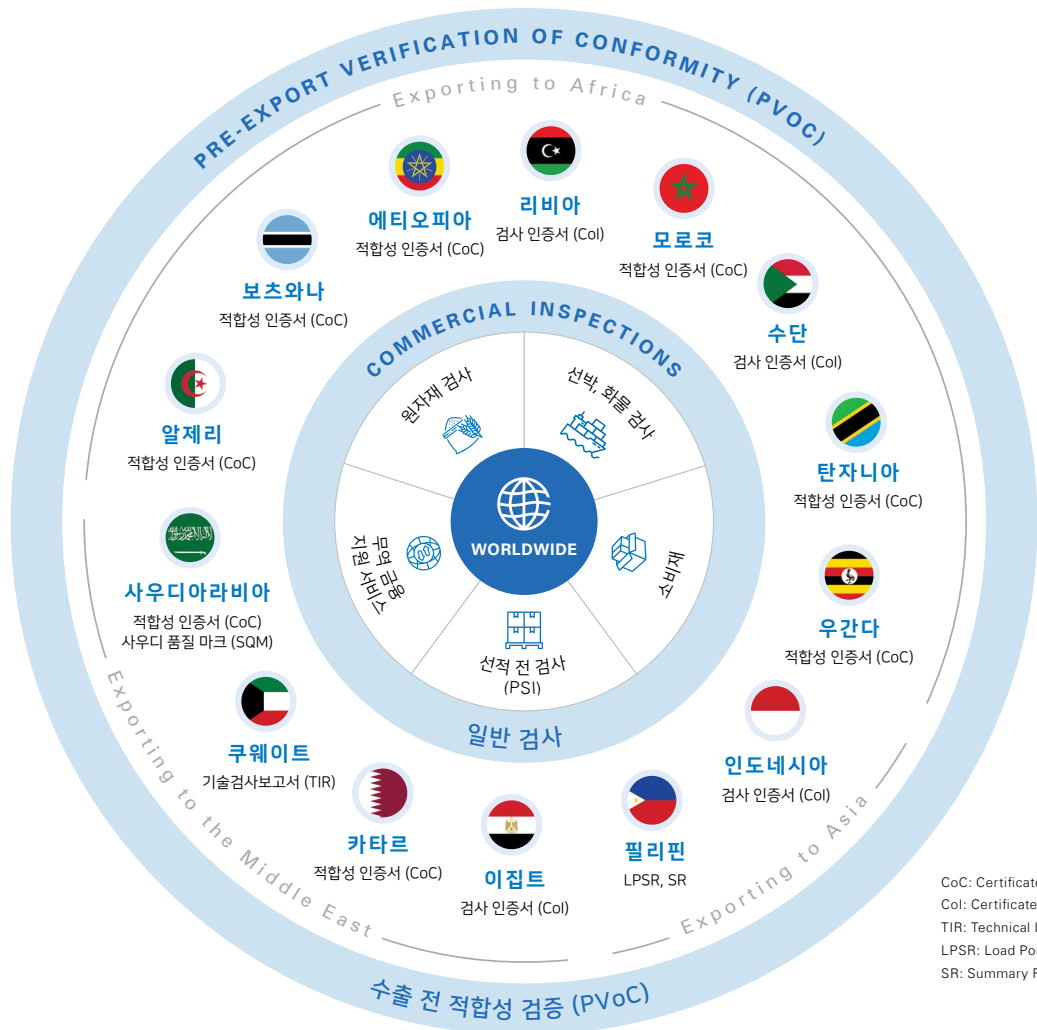 PRE-EXPORT VERIFICATION OF CONFORMITY (PVOC)
Exporting to Africa
에티오피아
적합성 인증서 (CoC)
리비아
검사 인증서 (CoI)
모로코
적합성 인증서 (CoC)
보츠와나
적합성 인증서 (CoC)
수단
검사 인증서 (CoI)
알제리
적합성 인증서 (CoC)
탄자니아
적합성 인증서 (CoC)
우간다
적합성 인증서 (CoC)
COMMERCIAL INSPECTIONS
원자재 검사
선박, 화물 검사
무역 금융
지원 서비스
WORLDWIDE
소비재
선적 전 검사
(PSI)
일반 검사
사우디아라비아
적합성 인증서 (CoC)
사우디 품질 마크 (SQM)
쿠웨이트
기술검사보고서 (TIR)
카타르
적합성 인증서 (CoC)
이집트
검사 인증서 (CoI)
Exporting to the Middle East
인도네시아
검사 인증서 (CoI)
필리핀
LPSR, SR
Exporting to Asia
수출 전 적합성 검증 (PVoC)
CoC: Certificate
CoI: Certificate
TIR: Technical
LPSR: Load
SR: Summary